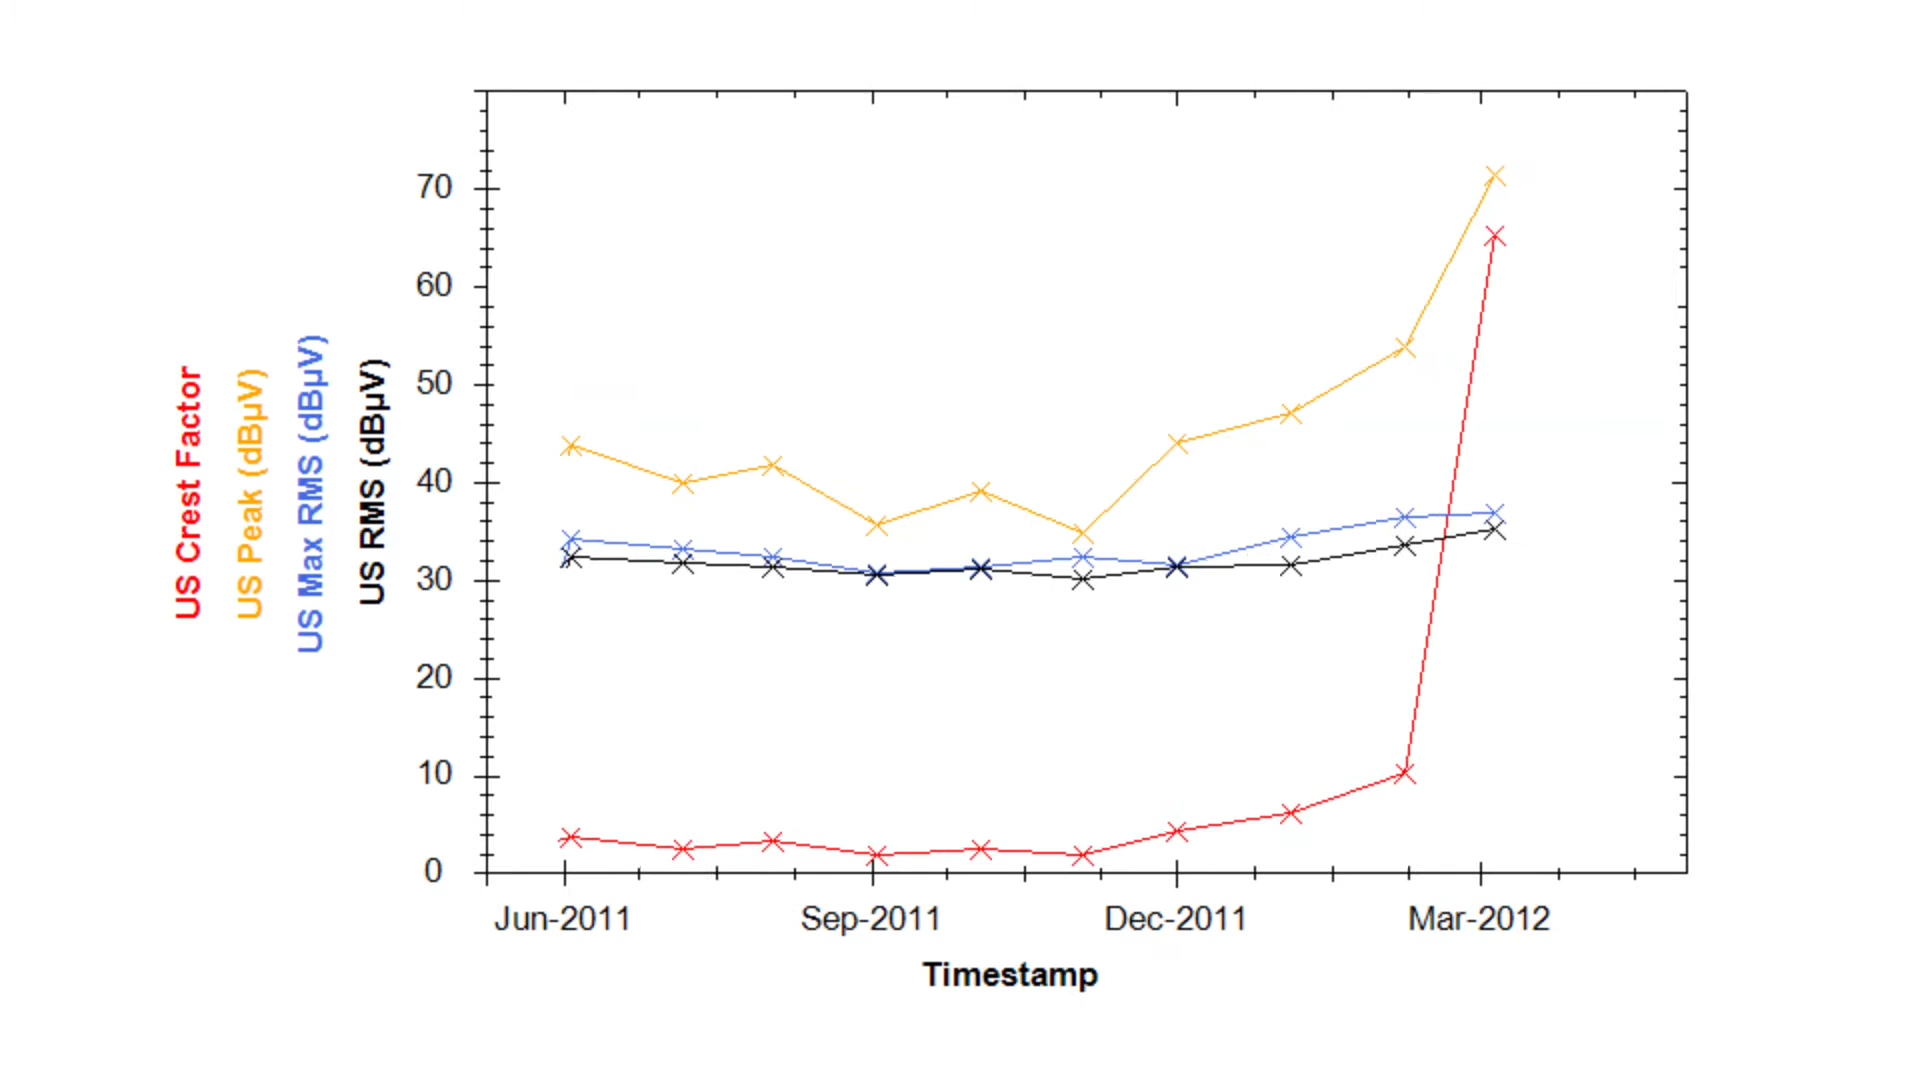 US Crest Factor
US Peak (dBµV)
US Max RMS (dBµV)
US RMS (dBµV)
70
60
50
40
30
20
10
0
Jun-2011 Sep-2011 Dec-2011 Mar-2012
Timestamp